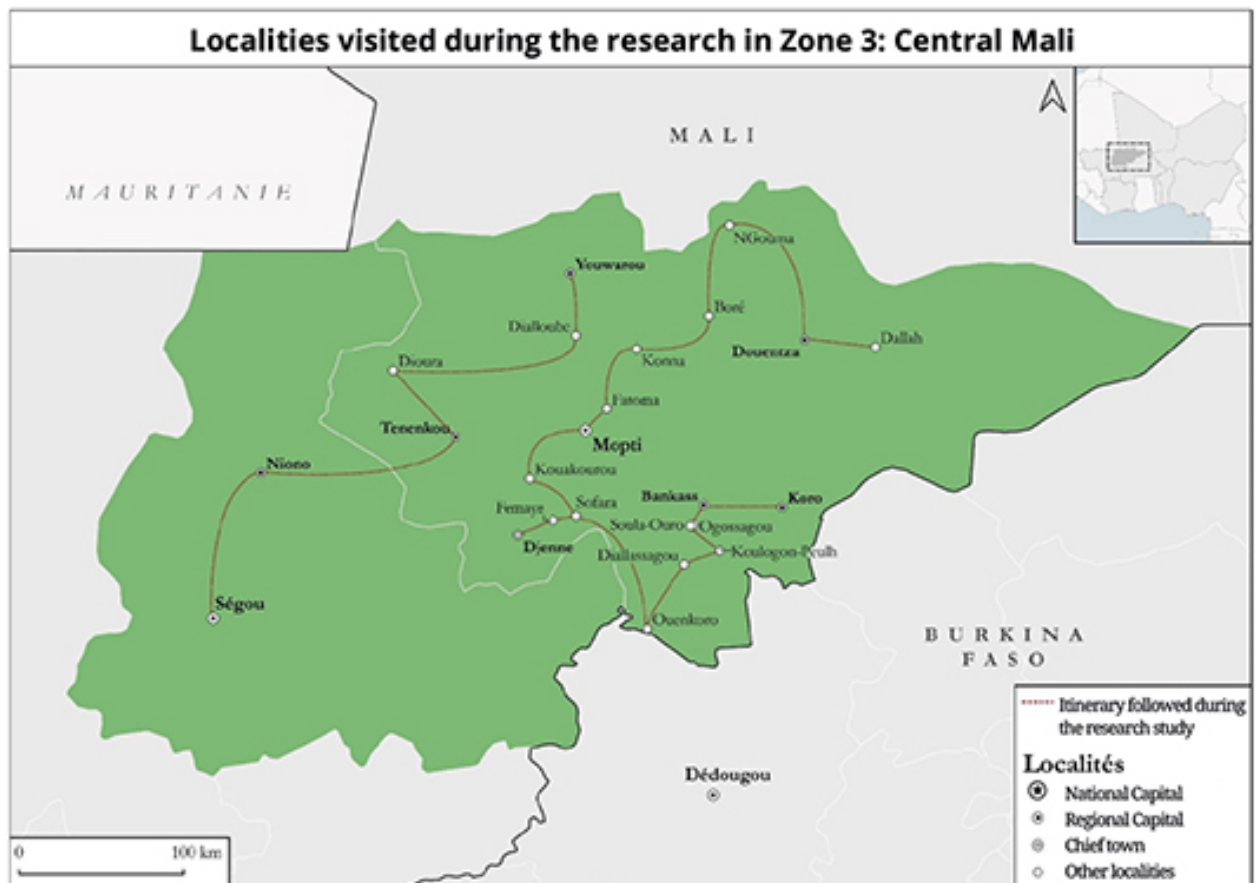 Localities visited during the research in Zone 3: Central Mali
MALI
MAURITANIE
NGouma
Youwarou
Boré
Dialloube
Douentza
Dallah
Konna
Dioura
Fatoma
Tenenkou
Mopti
Niono
Kouakourou
Bankass
Koro
Femaye
Sofara
Soula-Ouro
Ogossagou
Djenne
Diallassagou
Koulogon-Peulh
Ségou
Ouenkoro
BURKINA
FASO
Itinerary followed during
the research study
Localités
Dédougou
National Capital
Regional Capital
Chief town
Other localities
0
100 km